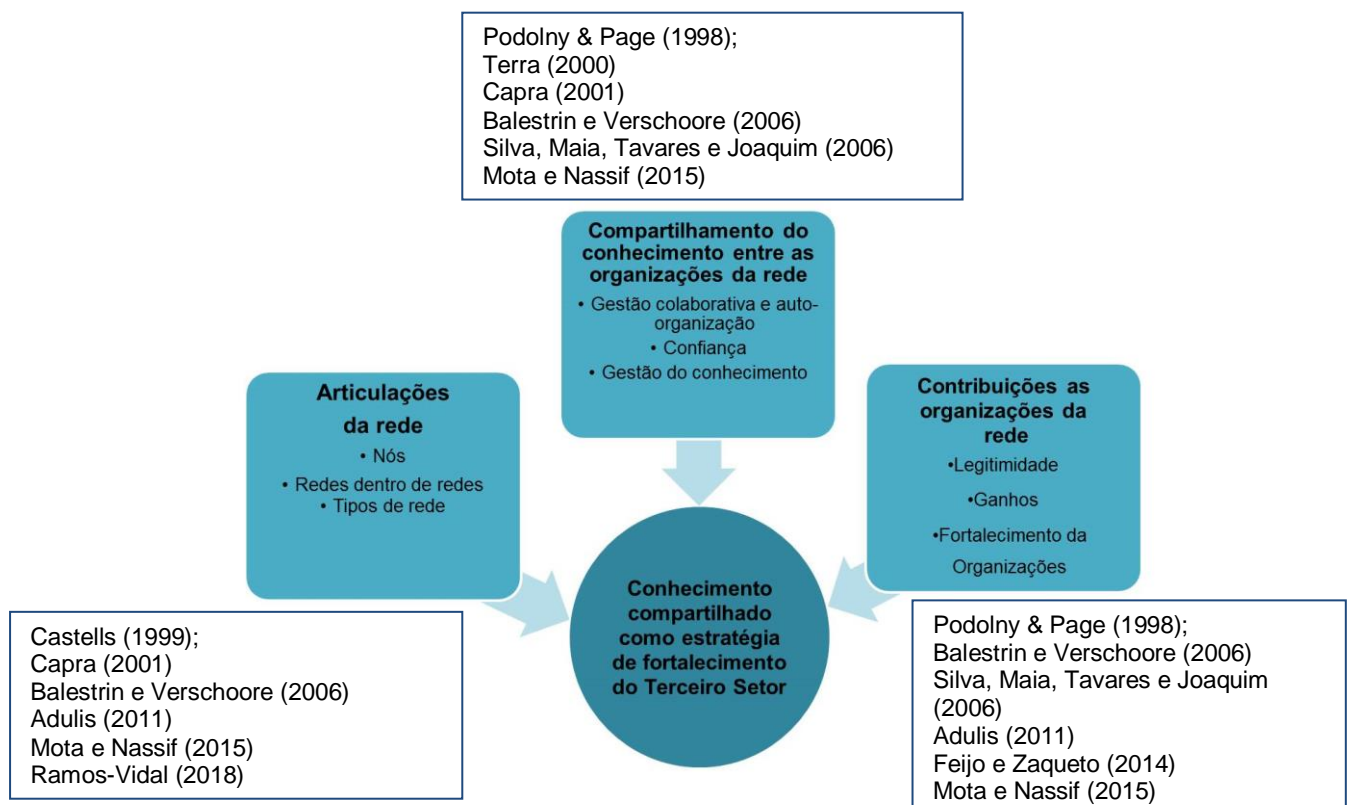 Podolny & Page (1998);
Terra (2000)
Capra (2001)
Balestrin e Verschoore (2006)
Silva, Maia, Tavares e Joaquim (2006)
Mota e Nassif (2015)
Compartilhamento do
conhecimento entre as
organizações da rede
• Gestão colaborativa e auto-
organização
• Confiança
• Gestão do conhecimento
Articulações
da rede
• Nós
• Redes dentro de redes
• Tipos de rede
Contribuições as
organizações da
rede
•Legitimidade
•Ganhos
•Fortalecimento da
Organizações
Conhecimento
compartilhado
como estratégia
de fortalecimento
do Terceiro Setor
Castells (1999);
Capra (2001)
Balestrin e Verschoore (2006)
Adulis (2011)
Mota e Nassif (2015)
Ramos-Vidal (2018)
Podolny & Page (1998);
Balestrin e Verschoore (2006)
Silva, Maia, Tavares e Joaquim
(2006)
Adulis (2011)
Feijo e Zaqueto (2014)
Mota e Nassif (2015)